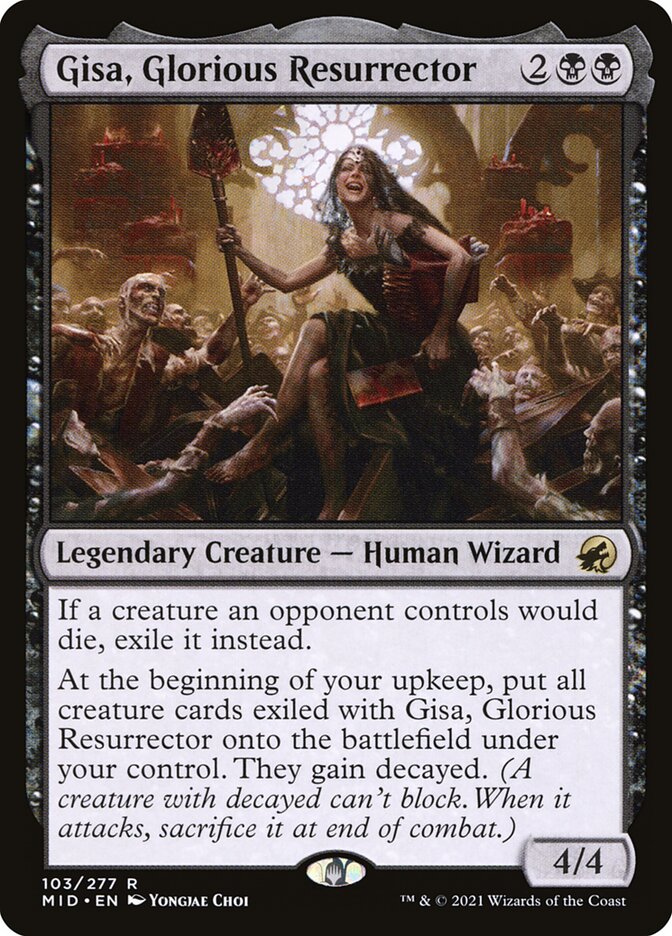 Gisa, Glorious Resurrector 2
Legendary Creature — Human Wizard
If a creature an opponent controls would
die, exile it instead.
At the beginning of your upkeep, put all
creature cards exiled with Gisa, Glorious
Resurrector onto the battlefield under
your control. They gain decayed. (A
creature with decayed can't block. When it
attacks, sacrifice it at end of combat.)
4/4
103/277 R
MID • EN Yongjae Choi
™ & © 2021 Wizards of the Coast